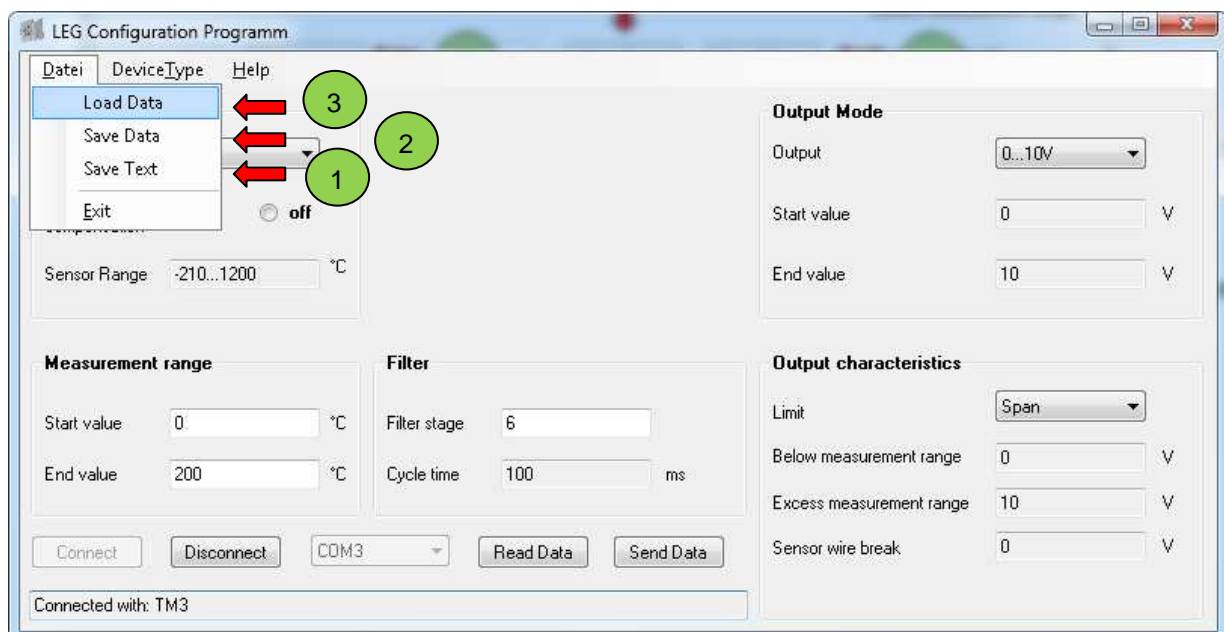 LEG Configuration Programm
Datei DeviceType Help
Load Data
3
Save Data
2
Save Text
1
Exit
off
Sensor Range -210...1200 °C
Output Mode
Output 0...10V
Start value 0 V
End value 10 V
Measurement range
Start value 0 °C
End value 200 °C
Filter
Filter stage 6
Cycle time 100 ms
Output characteristics
Limit Span
Below measurement range 0 V
Excess measurement range 10 V
Sensor wire break 0 V
Connect Disconnect COM3 Read Data Send Data
Connected with: TM3